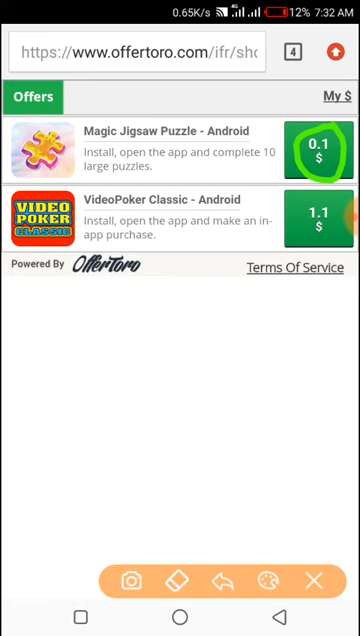 0.65K/s 4G 12% 7:32 AM
https://www.offertoro.com/ifr/sho
4
Offers
My $
Magic Jigsaw Puzzle - Android
Install, open the app and complete 10
large puzzles.
0.1
$
VIDEO
POKER
CLASSIC
VideoPoker Classic - Android
Install, open the app and make an in-
app purchase.
1.1
$
Powered By OfferToro
Terms Of Service